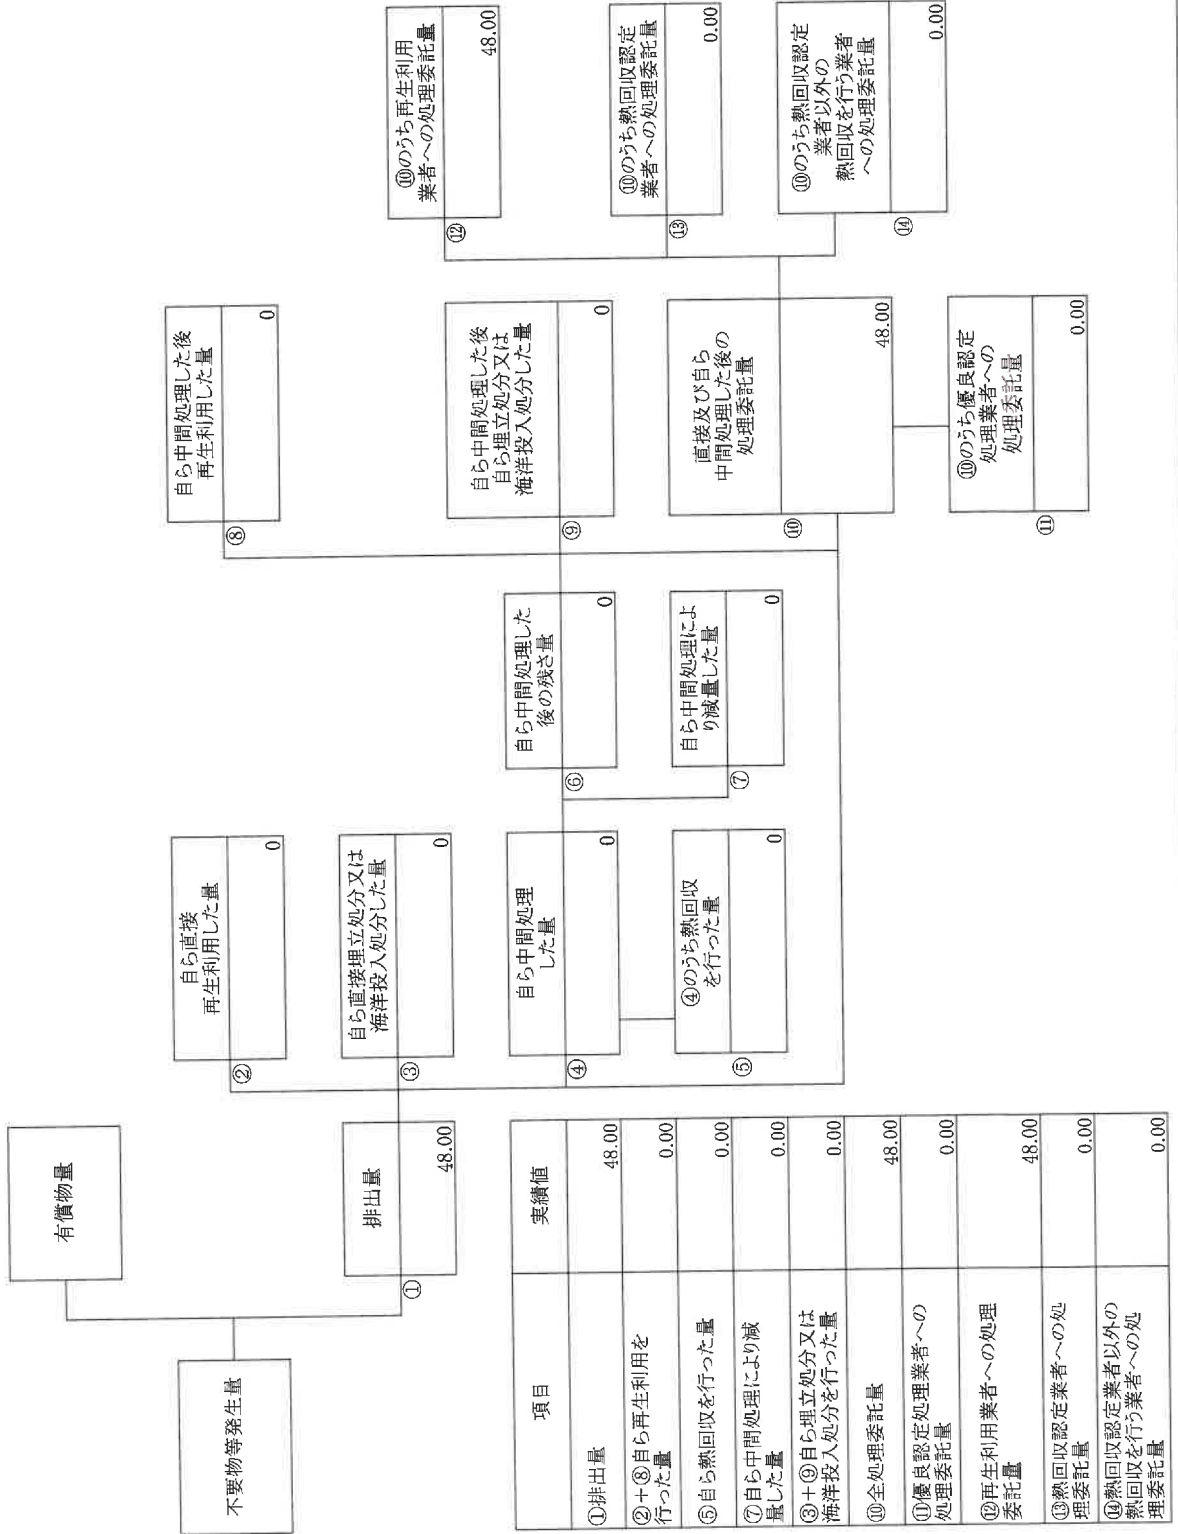 不要物等発生量
有償物量
①
排出量
48.00
②
自ら直接
再生利用した量
0
③
自ら直接埋立処分又は
海洋投入処分した量
0
④
自ら中間処理
した量
0
⑤
④のうち熱回収
を行った量
0
⑥
自ら中間処理した
後の残さ量
0
⑦
自ら中間処理によ
り減量した量
0
⑧
自ら中間処理した後
再生利用した量
0
⑨
自ら中間処理した後
自ら埋立処分又は
海洋投入処分した量
0
⑩
直接及び自ら
中間処理した後の
処理委託量
48.00
⑪
⑩のうち優良認定
処理業者への
処理委託量
0.00
⑫
⑩のうち再生利用
業者への処理委託量
48.00
⑬
⑩のうち熱回収認定
業者への処理委託量
0.00
⑭
⑩のうち熱回収認定
業者以外の
熱回収を行う業者
への処理委託量
0.00
項目 実績値
①排出量 48.00
②+⑧自ら再生利用を
行った量 0.00
⑤自ら熱回収を行った量 0.00
⑦自ら中間処理により減
量した量 0.00
③+⑨自ら埋立処分又は
海洋投入処分を行った量 0.00
⑩全処理委託量 48.00
⑪優良認定処理業者への
処理委託量 0.00
⑫再生利用業者への処理
委託量 48.00
⑬熱回収認定業者への処
理委託量 0.00
⑭熱回収認定業者以外の
熱回収を行う業者への処
理委託量 0.00